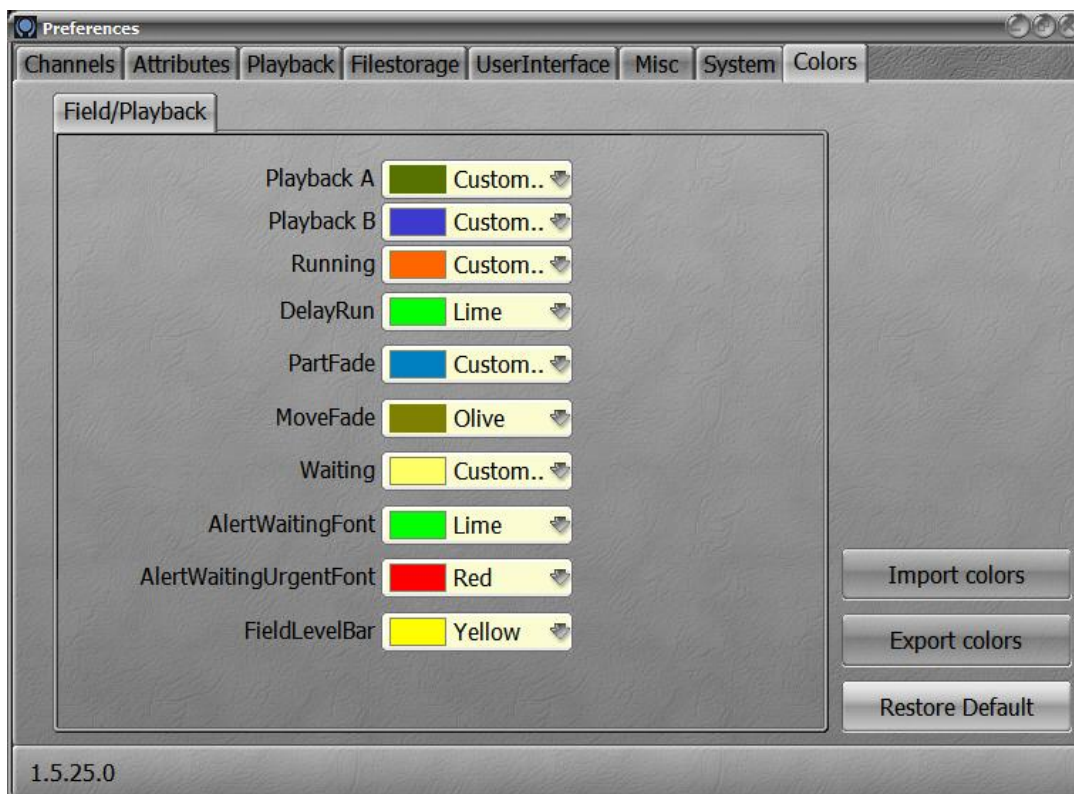 Preferences
Channels Attributes Playback Filestorage UserInterface Misc System Colors
Field/Playback
Playback A Custom..
Playback B Custom..
Running Custom..
DelayRun Lime
PartFade Custom..
MoveFade Olive
Waiting Custom..
AlertWaitingFont Lime
AlertWaitingUrgentFont Red
FieldLevelBar Yellow
Import colors
Export colors
Restore Default
1.5.25.0